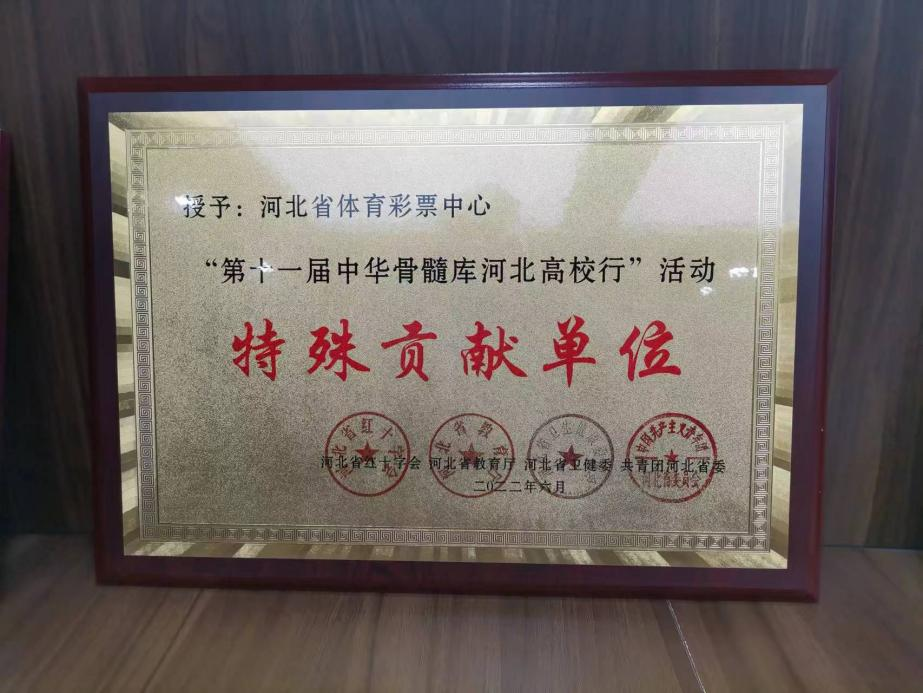 授予：河北省体育彩票中心
“第十一届中华骨髓库河北高校行”活动
特殊贡献单位
河北省红十字会 河北省教育厅 河北省卫健委 共青团河北省委
二〇二二年六月